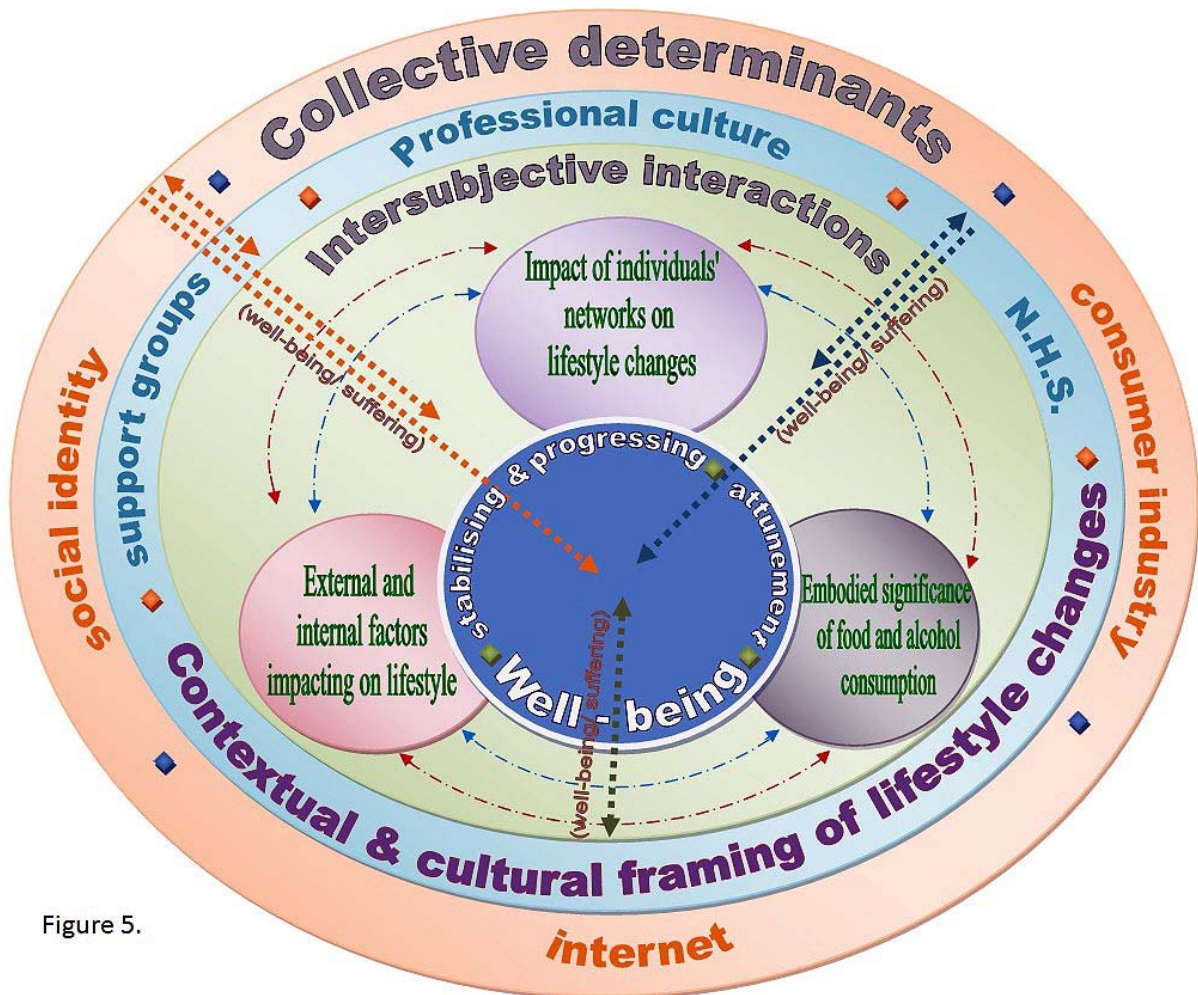 Collective determinants
Professional culture
Intersubjective interactions
Impact of individuals'
networks on
lifestyle changes
social identity
support groups
(well-being/ suffering)
(well-being/ suffering)
N.H.S.
consumer industry
stabilising & progressing
attunement
Well - being
External and
internal factors
impacting on lifestyle
Embodied significance
of food and alcohol
consumption
(well-being/ suffering)
Contextual & cultural framing of lifestyle changes
internet
Figure 5.